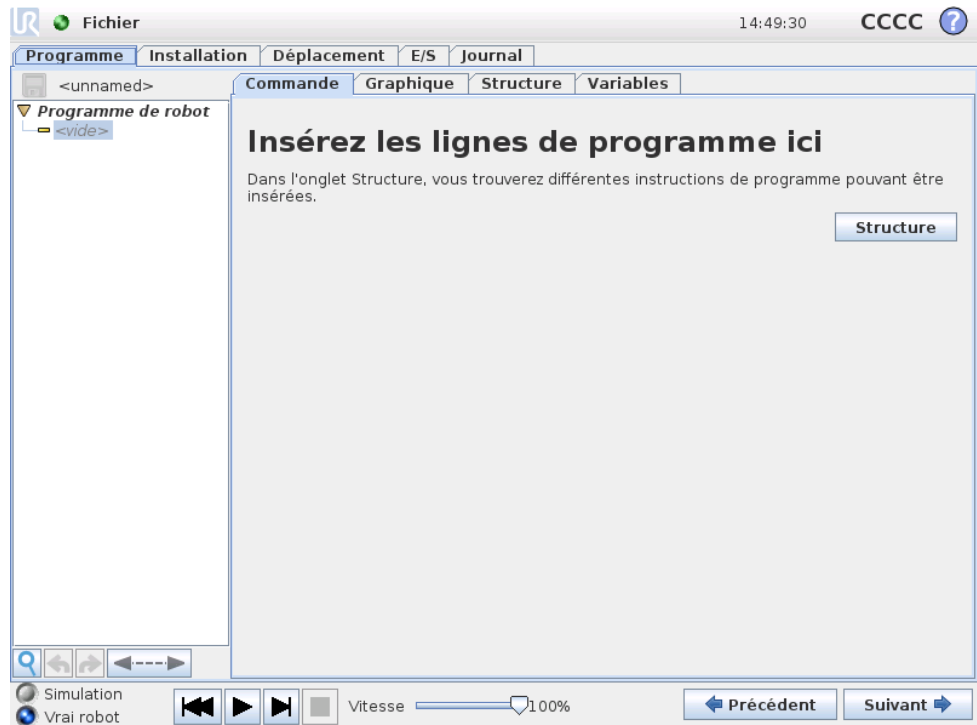 UR Fichier 14:49:30 CCCC ?
Programme Installation Déplacement E/S Journal
<unnamed> Commande Graphique Structure Variables
Programme de robot
<vide>
Insérez les lignes de programme ici
Dans l'onglet Structure, vous trouverez différentes instructions de programme pouvant être
insérées.
Structure
Simulation
Vrai robot
Vitesse 100%
Précédent Suivant